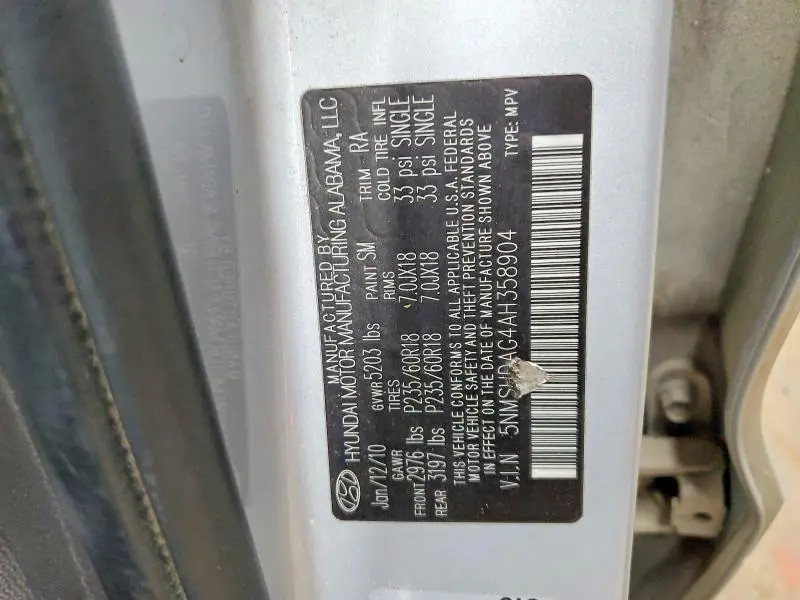 MANUFACTURED BY
HYUNDAI MOTOR MANUFACTURING ALABAMA, LLC
Jan/12/10 GVWR 5203 lbs PAINT SM TRIM RA
GAWR TIRES RIMS COLD TIRE INFL
FRONT 2976 lbs P235/60R18 7.0JX18 33 psi SINGLE
REAR 3197 lbs P235/60R18 7.0JX18 33 psi SINGLE
THIS VEHICLE CONFORMS TO ALL APPLICABLE U.S.A. FEDERAL
MOTOR VEHICLE SAFETY AND THEFT PREVENTION STANDARDS
IN EFFECT ON THE DATE OF MANUFACTURE SHOWN ABOVE
V.I.N 5NMSHDAG4AH358904 TYPE: MPV